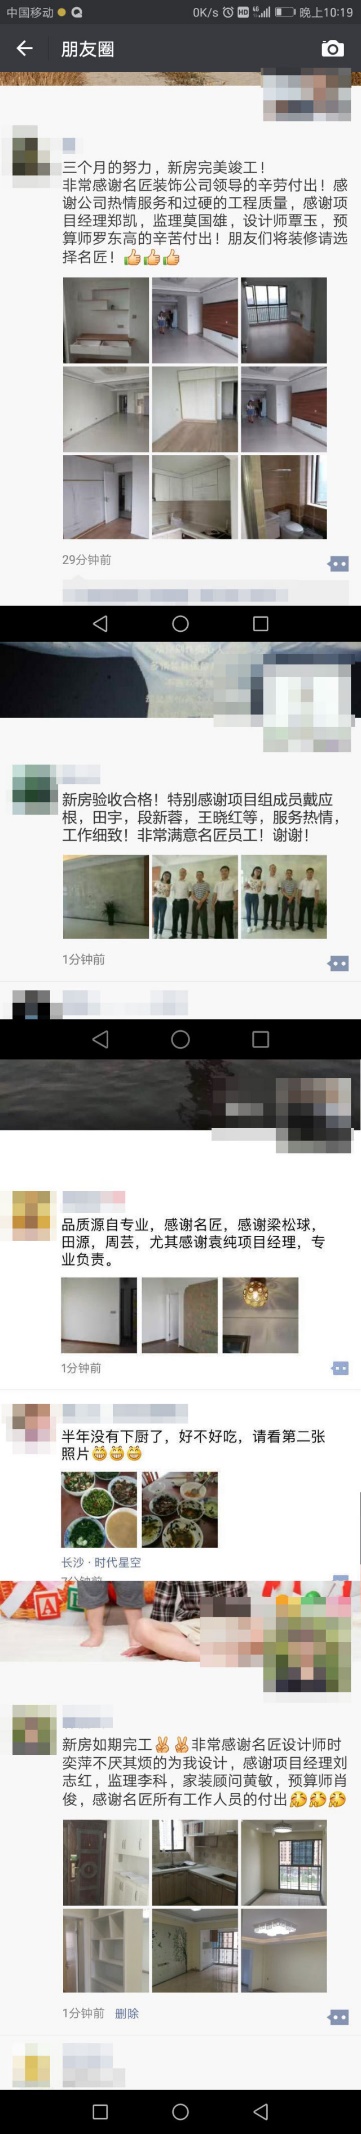 中国移动 0K/s HD 46 晚上10:19
朋友圈
三个月的努力，新房完美竣工！
非常感谢名匠装饰公司领导的辛劳付出！感
谢公司热情服务和过硬的工程质量，感谢项
目经理郑凯，监理莫国雄，设计师覃玉，预
算师罗东高的辛苦付出！朋友们将装修请选
择名匠！👍👍👍
29分钟前
新房验收合格！特别感谢项目组成员戴应
根，田宇，段新蓉，王晓红等，服务热情，
工作细致！非常满意名匠员工！谢谢！
1分钟前
品质源自专业，感谢名匠，感谢梁松球，
田源，周芸，尤其感谢袁纯项目经理，专
业负责。
1分钟前
半年没有下厨了，好不好吃，请看第二张
照片😁😁😁
长沙·时代星空
7分钟前
新房如期完工✌✌非常感谢名匠设计师时
奕萍不厌其烦的为我设计，感谢项目经理刘
志红，监理李科，家装顾问黄敏，预算师肖
俊，感谢名匠所有工作人员的付出🥰🥰🥰
1分钟前 删除